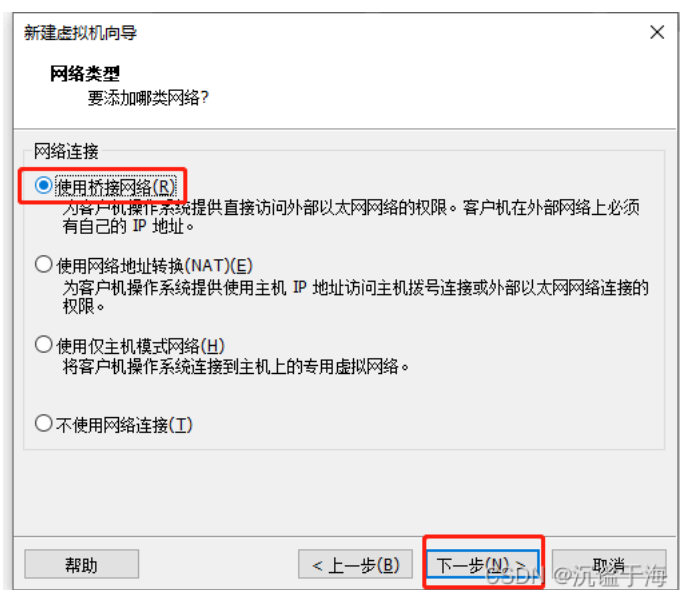 新建虚拟机向导
网络类型
要添加哪类网络?
网络连接
使用桥接网络(R)
为客户机操作系统提供直接访问外部以太网网络的权限。客户机在外部网络上必须
有自己的 IP 地址。
使用网络地址转换(NAT)(E)
为客户机操作系统提供使用主机 IP 地址访问主机拨号连接或外部以太网网络连接的
权限。
使用仅主机模式网络(H)
将客户机操作系统连接到主机上的专用虚拟网络。
不使用网络连接(T)
帮助
< 上一步(B)
下一步(N) >
取消
CSDN @沉谧于海